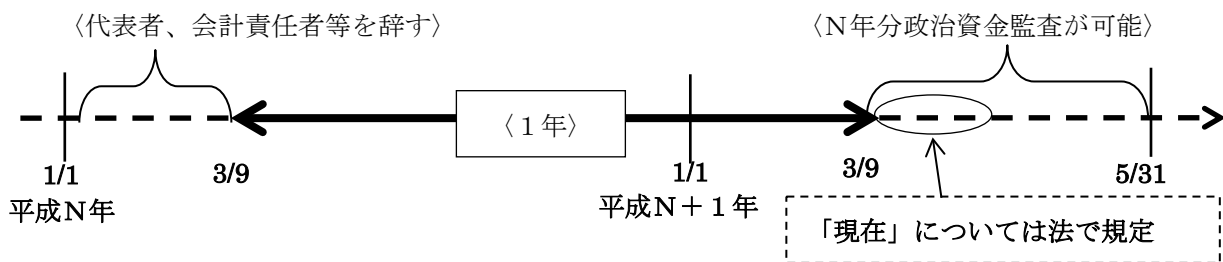 〈代表者、会計責任者等を辞す〉
〈N年分政治資金監査が可能〉
〈１年〉
1/1
3/9
1/1
3/9
5/31
平成N年
平成N＋１年
「現在」については法で規定